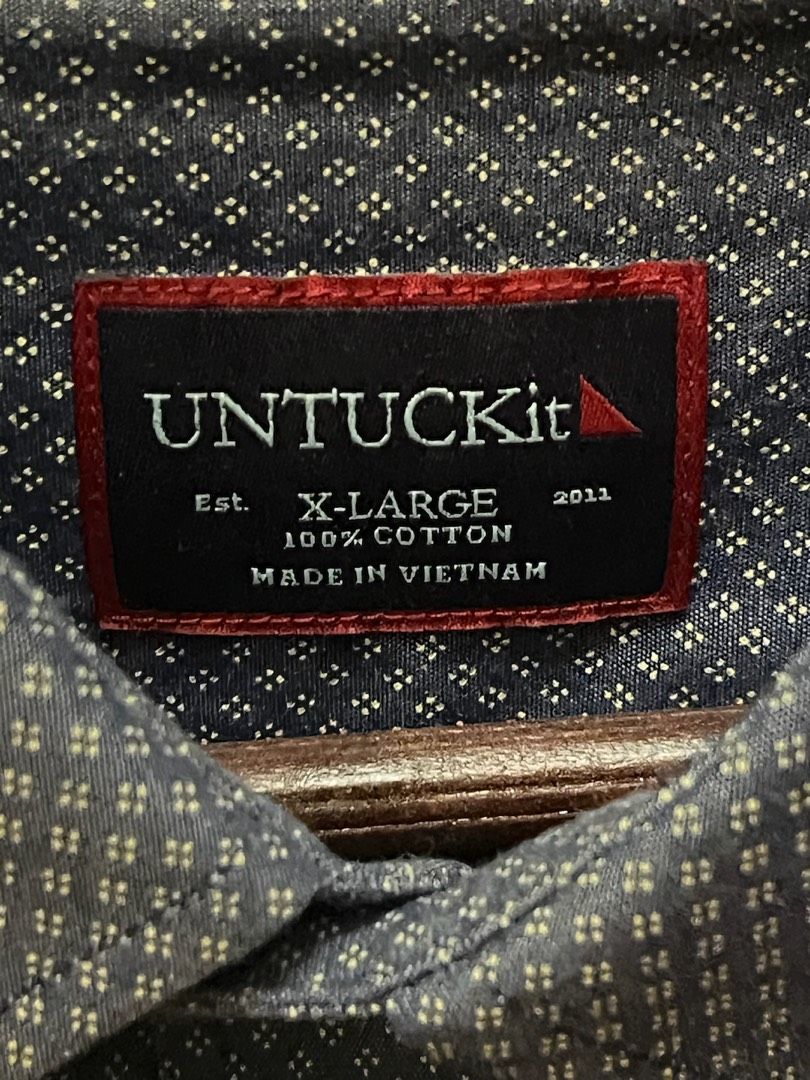 UNTUCKit
Est. X-LARGE 2011
100% COTTON
MADE IN VIETNAM